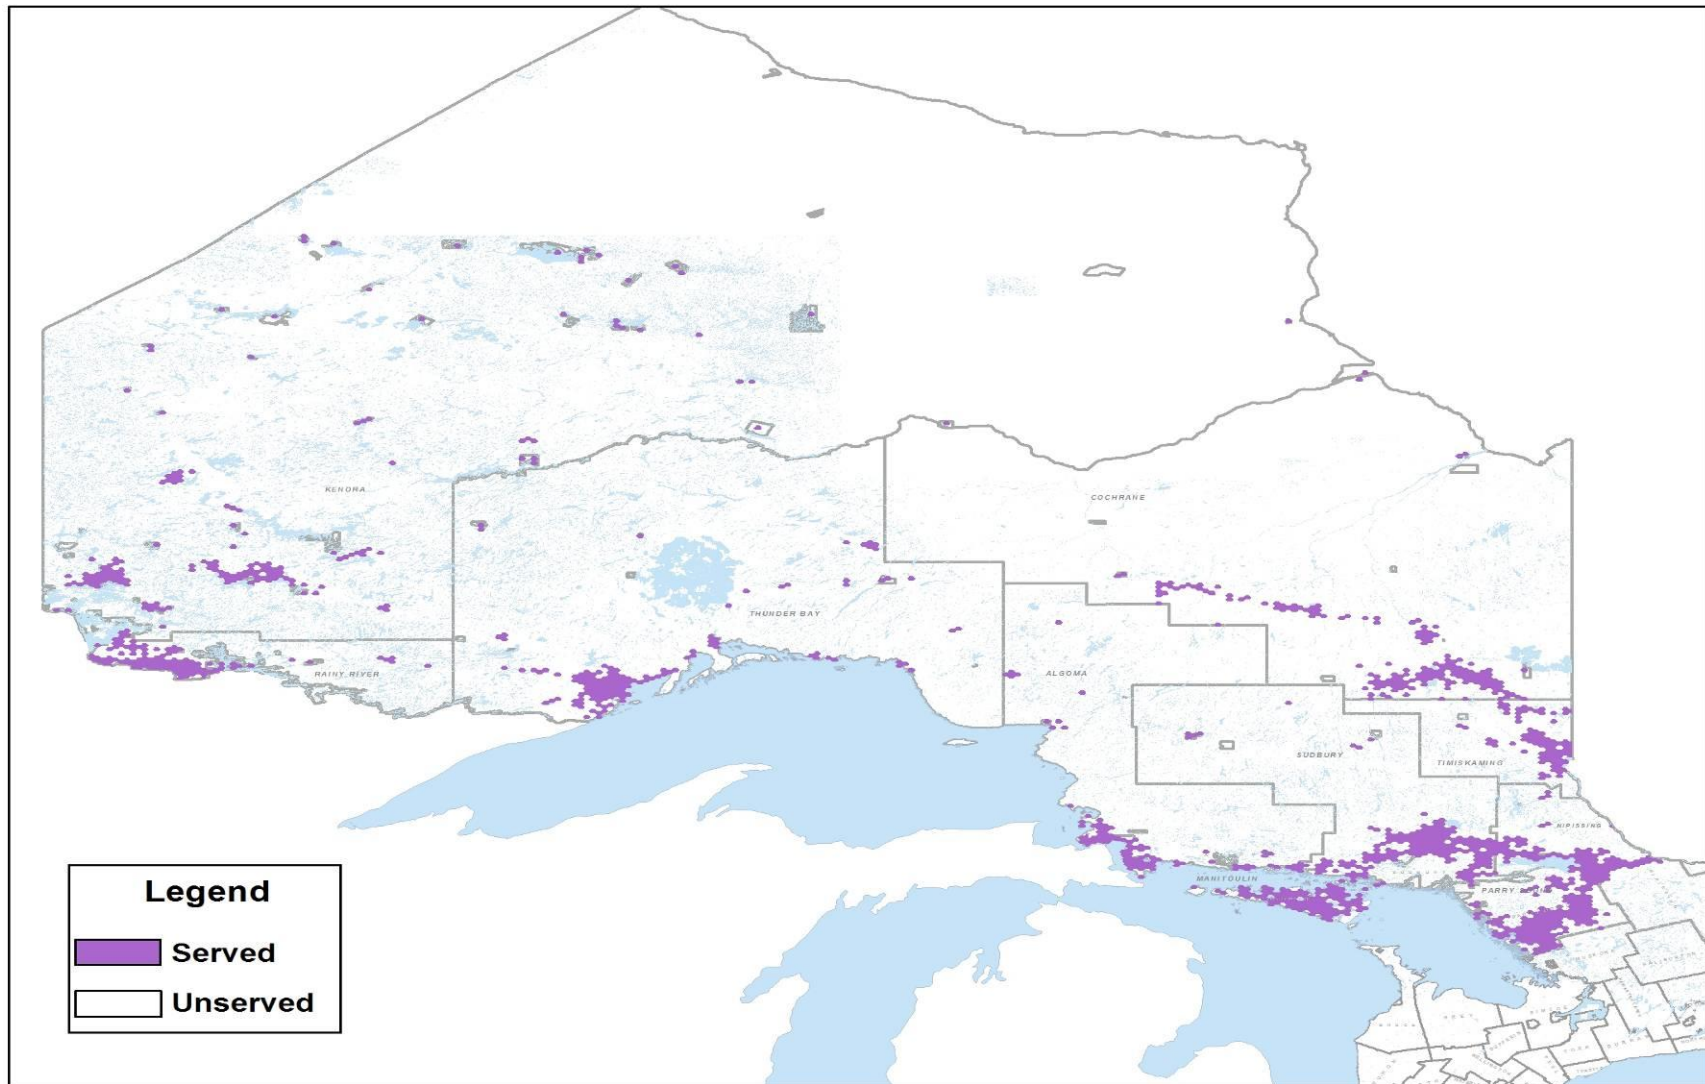 KENORA
COCHRANE
THUNDER BAY
RAINY RIVER
ALGOMA
SUDBURY
TIMISKAMING
NIPISSING
MANITOULIN
PARRY SOUND
Legend
Served
Unserved